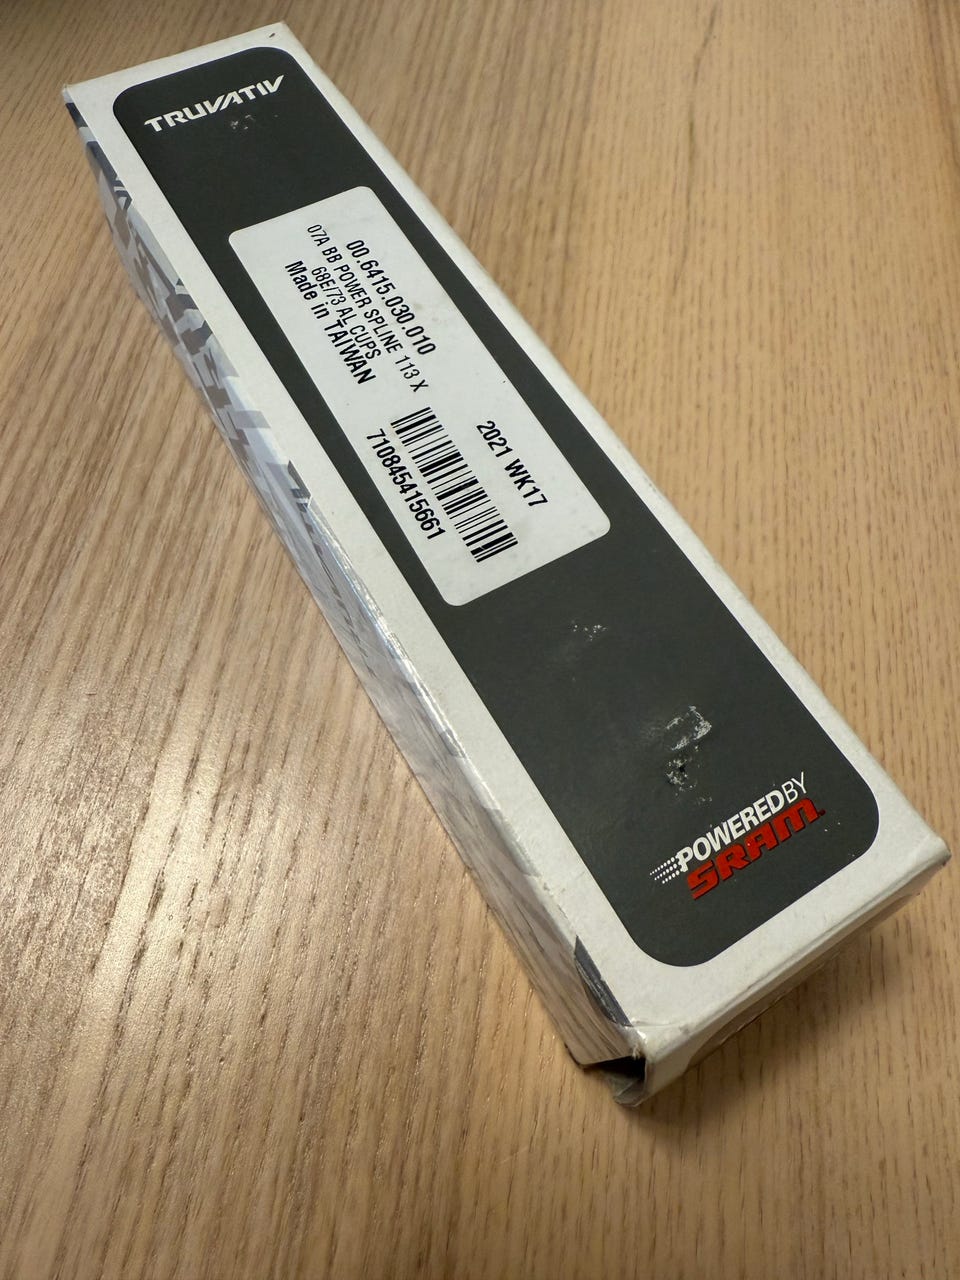 TRUVATIV
00.6415.030.010
07A BB POWER SPLINE 113 X
68E/73 AL CUPS
Made in TAIWAN
2021 WK17
710845415661
POWERED BY
SRAM™